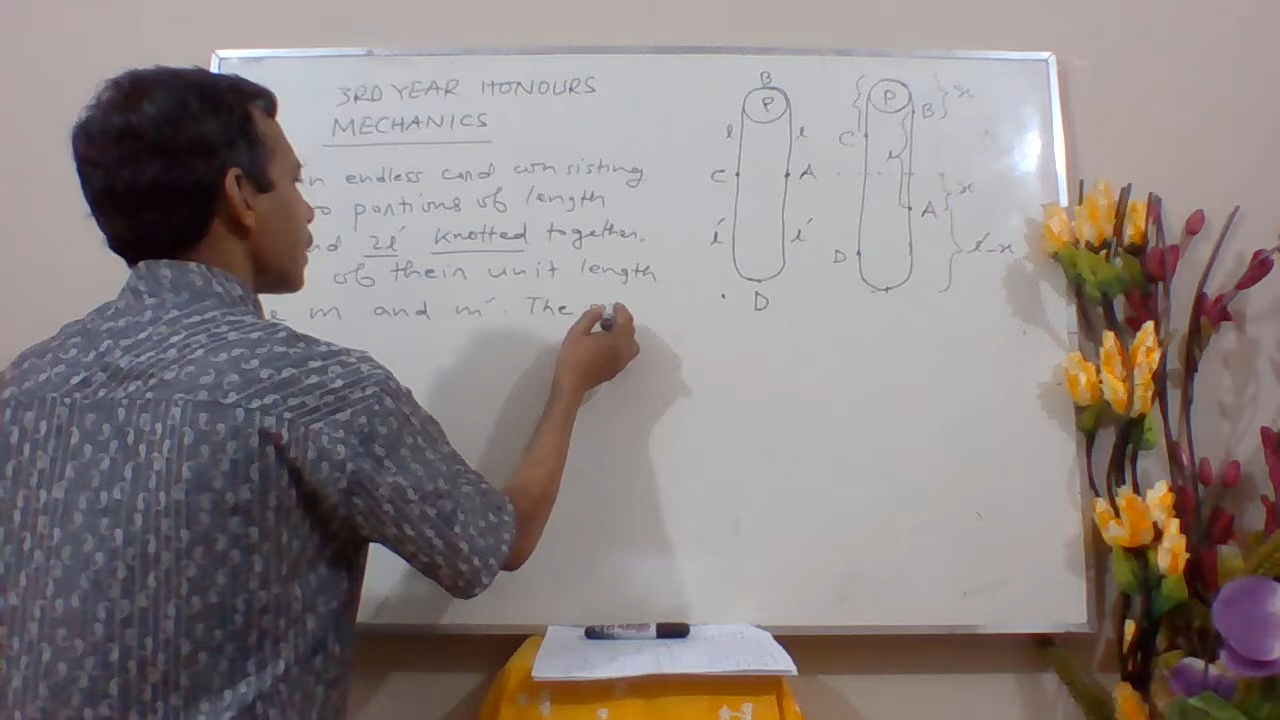 3RD YEAR HONOURS
MECHANICS
n endless cord consisting
o portions of length
nd 2l' knotted together.
of their unit length
e m and m'. The
B
P
l
l
C
A
l'
l'
D
P
B
x
C
A
x
D
l'-x